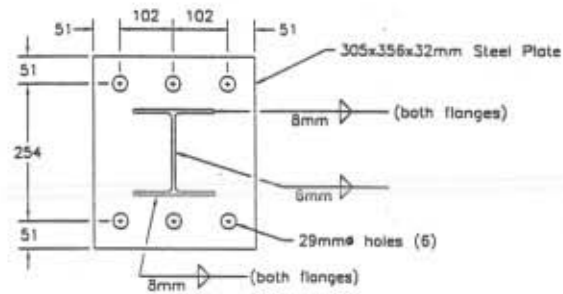 102 102
51 51
305x356x32mm Steel Plate
51
8mm (both flanges)
254
6mm
51
29mmø holes (6)
8mm (both flanges)